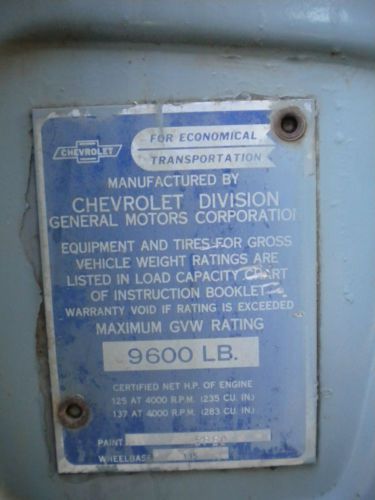 CHEVROLET
FOR ECONOMICAL
TRANSPORTATION
MANUFACTURED BY
CHEVROLET DIVISION
GENERAL MOTORS CORPORATION
EQUIPMENT AND TIRES FOR GROSS
VEHICLE WEIGHT RATINGS ARE
LISTED IN LOAD CAPACITY CHART
OF INSTRUCTION BOOKLET.
WARRANTY VOID IF RATING IS EXCEEDED
MAXIMUM GVW RATING
9600 LB.
CERTIFIED NET H.P. OF ENGINE
125 AT 4000 R.P.M. (235 CU. IN.)
137 AT 4000 R.P.M. (283 CU. IN.)
PAINT
WHEELBASE